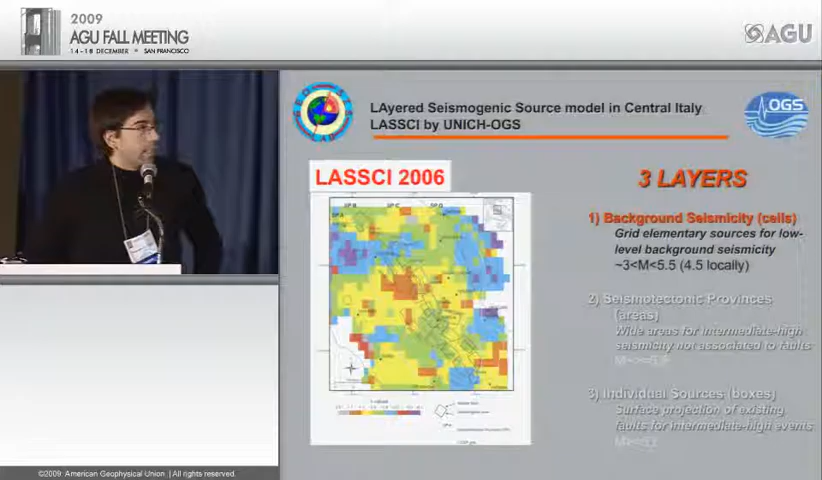 2009
AGU FALL MEETING
14-18 DECEMBER • SAN FRANCISCO
AGU
LAyered Seismogenic Source model in Central Italy
LASSCI by UNICH-OGS
OGS
LASSCI 2006
3 LAYERS
1) Background Seismicity (cells)
Grid elementary sources for low-
level background seismicity
~3<M<5.5 (4.5 locally)
2) Seismotectonic Provinces
(areas)
Wide areas for Intermediate-high
seismicity not associated to faults
3) Individual Sources (boxes)
Surface projection of existing
faults for Intermediate-high events
©2009. American Geophysical Union. | All rights reserved.